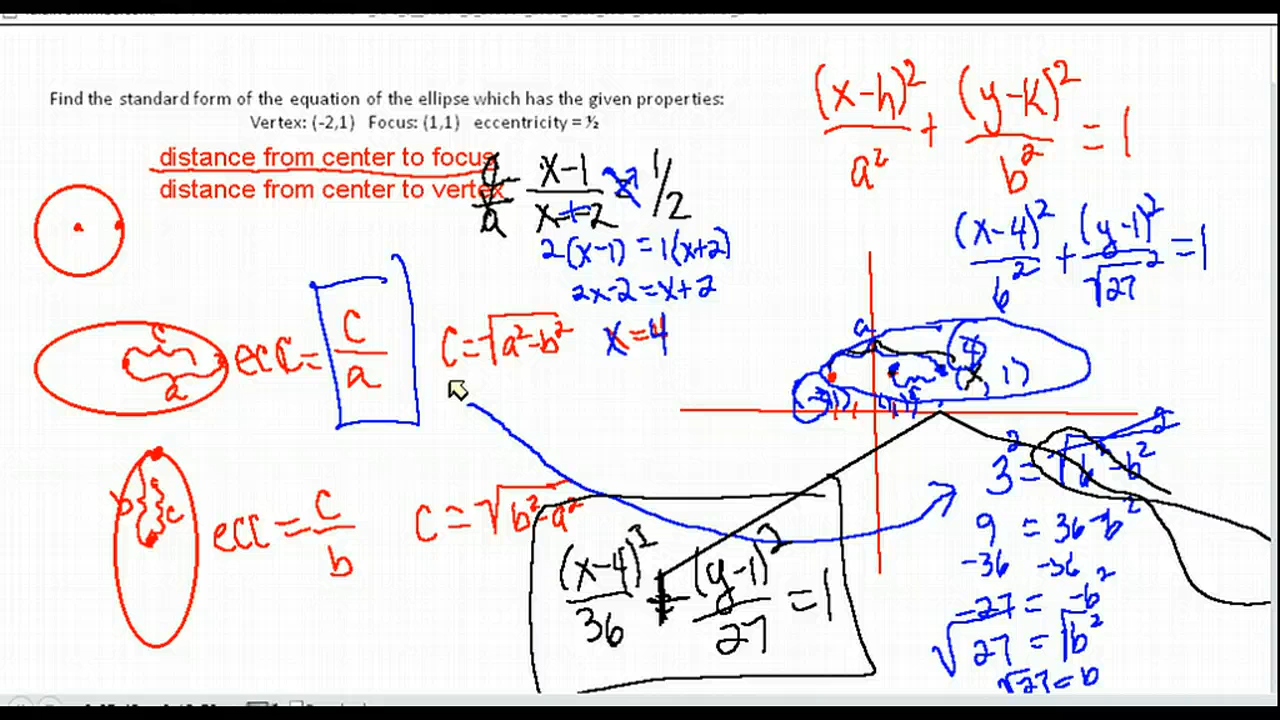 Find the standard form of the equation of the ellipse which has the given properties:
Vertex: (-2,1) Focus: (1,1) eccentricity = ½
distance from center to focus
distance from center to vertex
x-1
x+2
1/2
2(x-1) = 1(x+2)
2x-2 = x+2
x = 4
(x-h)²/a² + (y-k)²/b² = 1
(x-4)²/6² + (y-1)²/√27² = 1
ecc = c/a
c = √a²-b²
ecc = c/b
c = √b²-a²
a
c
b
c
a
4
(x, 1)
3² = √6²-b²
9 = 36-b²
-36 -36
-27 = -b²
√27 = √b²
√27 = b
(x-4)²/36 + (y-1)²/27 = 1